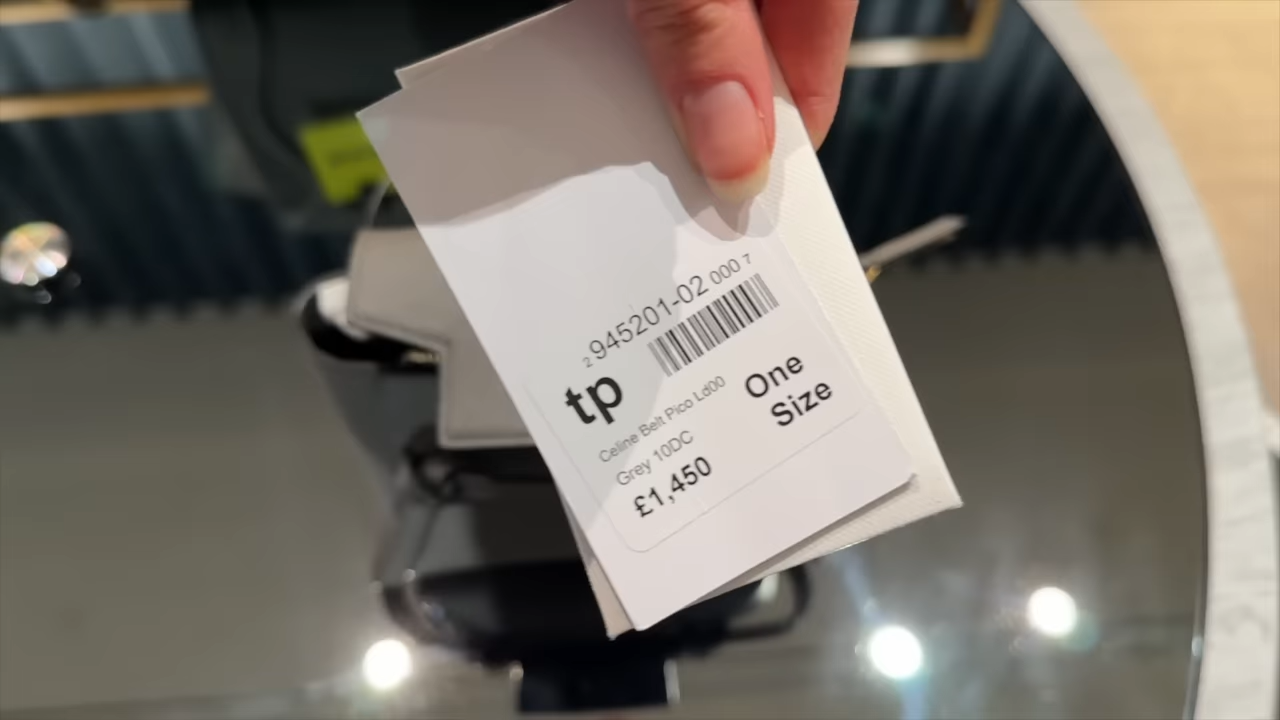 2 945201-02 000 7
tp
Celine Belt Pico Ld00
Grey 10DC
£1,450
One
Size